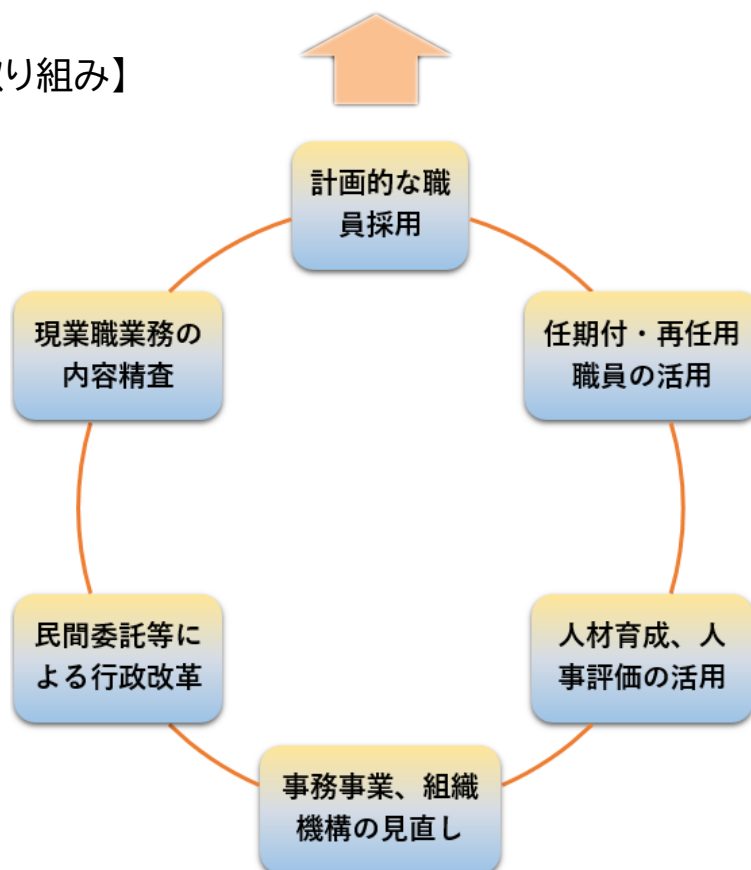 り組み】
計画的な職
員採用
任期付・再任用
職員の活用
人材育成、人
事評価の活用
事務事業、組織
機構の見直し
民間委託等に
よる行政改革
現業職業務の
内容精査